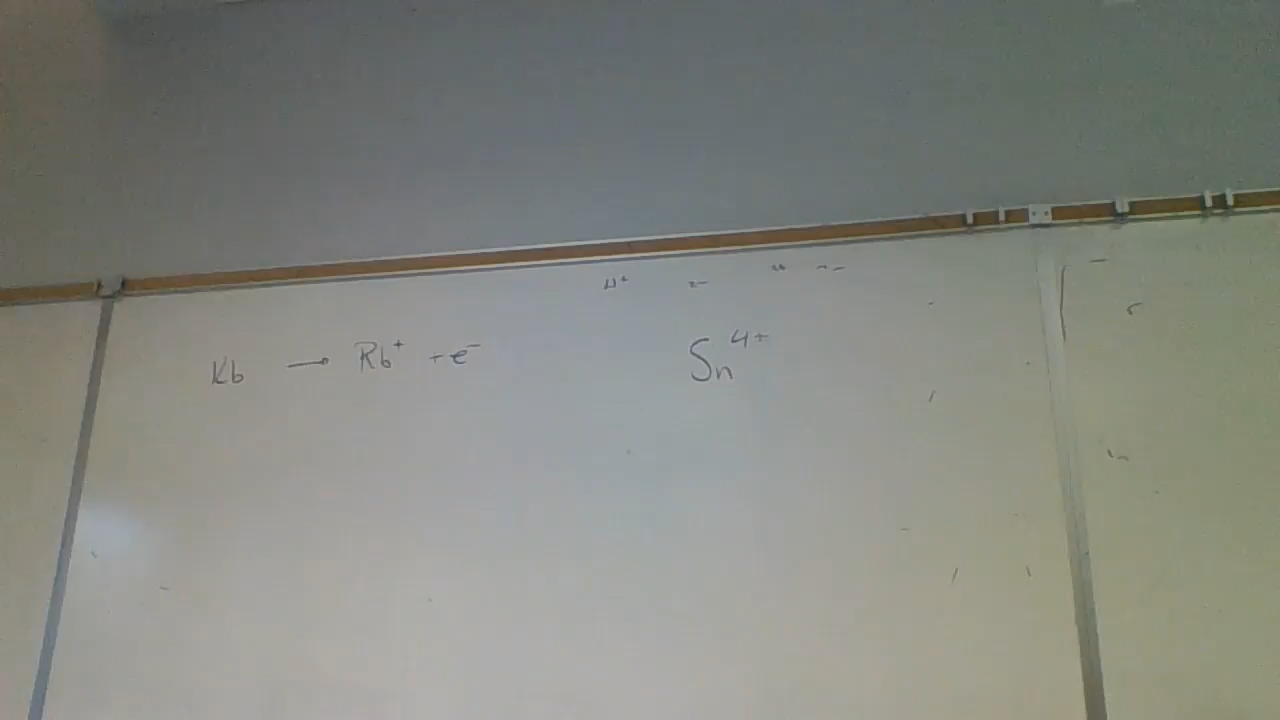 Rb → Rb⁺ + e⁻ Sn⁴⁺